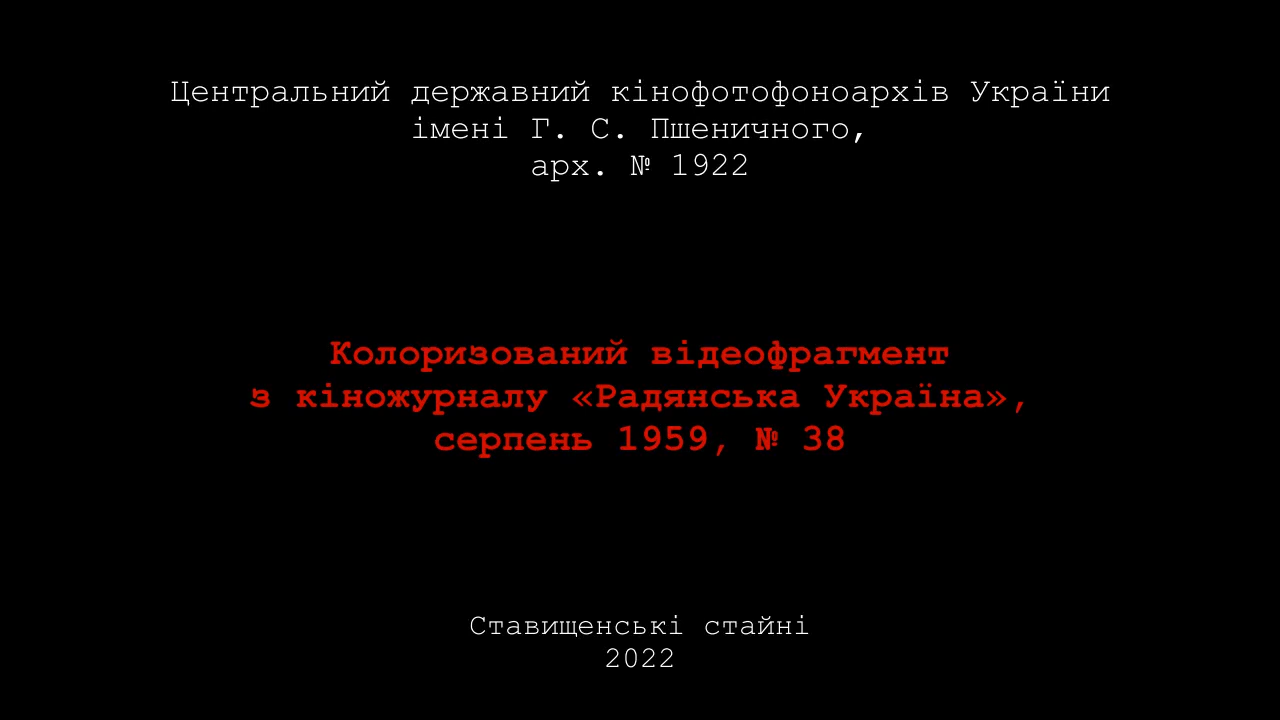 Центральний державний кінофотофоноархів України
імені Г. С. Пшеничного,
арх. № 1922
Колоризований відеофрагмент
з кіножурналу «Радянська Україна»,
серпень 1959, № 38
Ставищенські стайні
2022